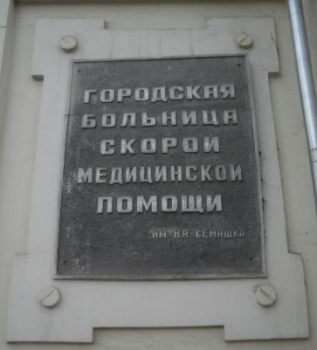 ГОРОДСКАЯ
БОЛЬНИЦА
СКОРОЙ
МЕДИЦИНСКОЙ
ПОМОЩИ
ИМ. Н.А. СЕМАШКО